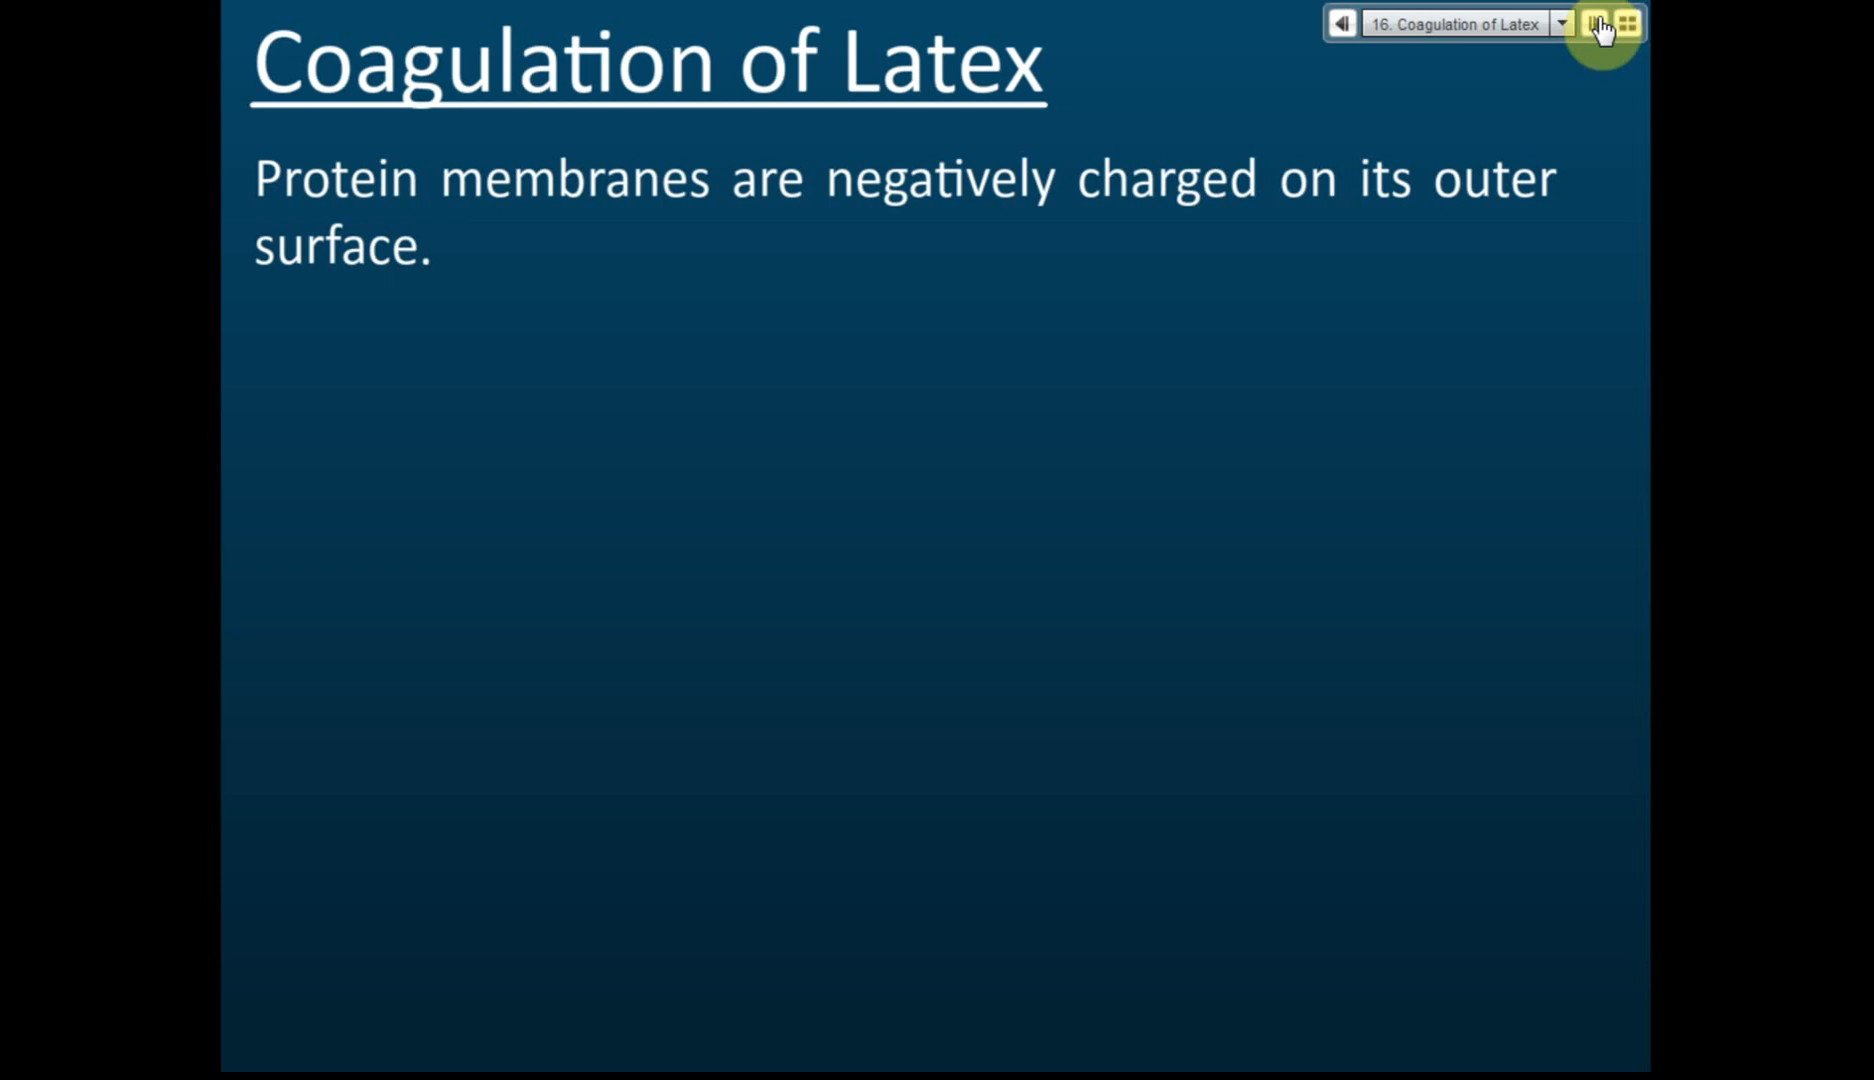 Coagulation of Latex
16. Coagulation of Latex
Protein membranes are negatively charged on its outer
surface.